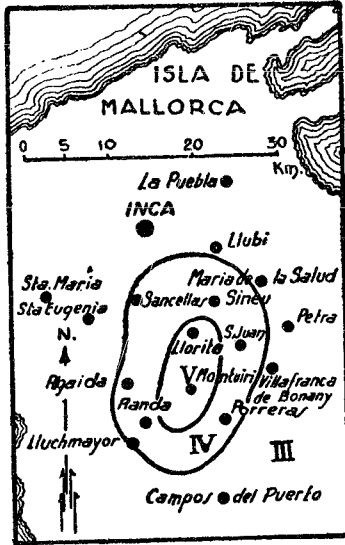 ISLA DE
MALLORCA
0 5 10 20 30
Km.
La Puebla
INCA
Llubi
Maria de la Salud
Sta. Maria
Sancellas
Sineu
Sta Eugenia
Petra
N.
Llorito
S. Juan
V
Montuiri
Villafranca
de Bonany
Algaida
Randa
Porreras
Lluchmayor
IV
III
Campos del Puerto